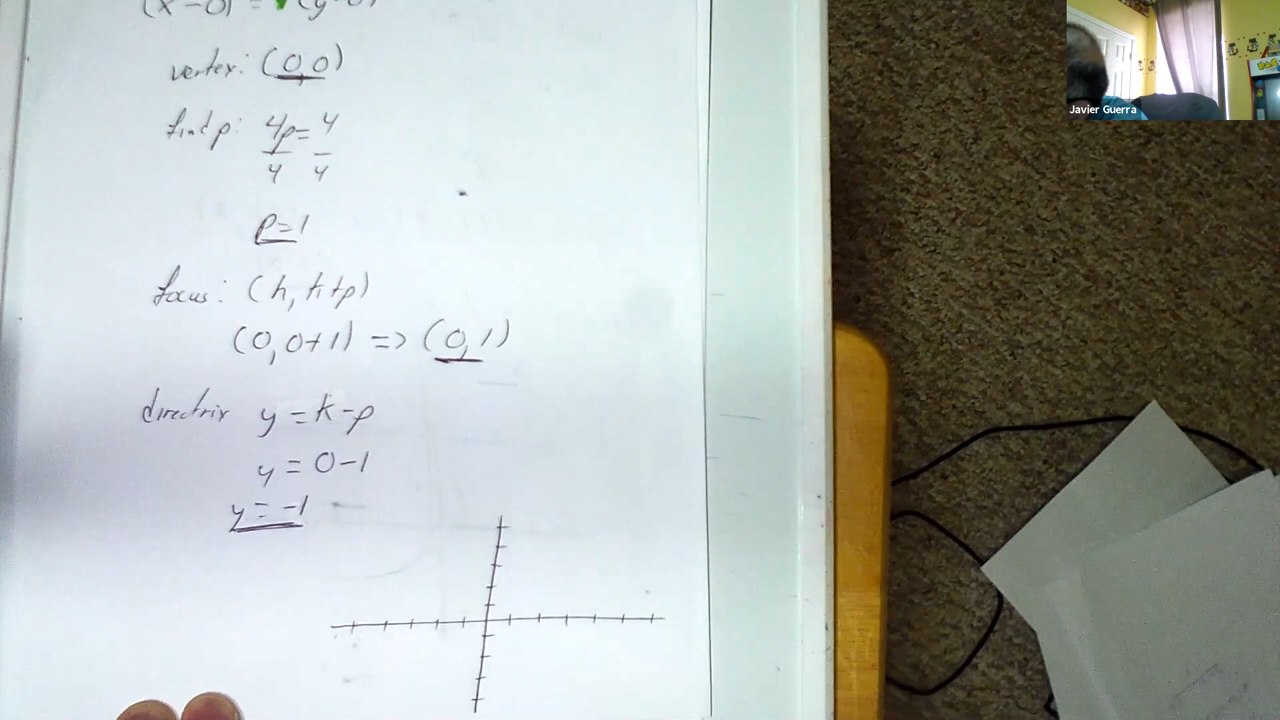 vertex: (0,0)
find p: 4p = 4
4 4
p=1
focus: (h, k+p)
(0, 0+1) => (0,1)
directrix y = k-p
y = 0-1
y = -1
Javier Guerra